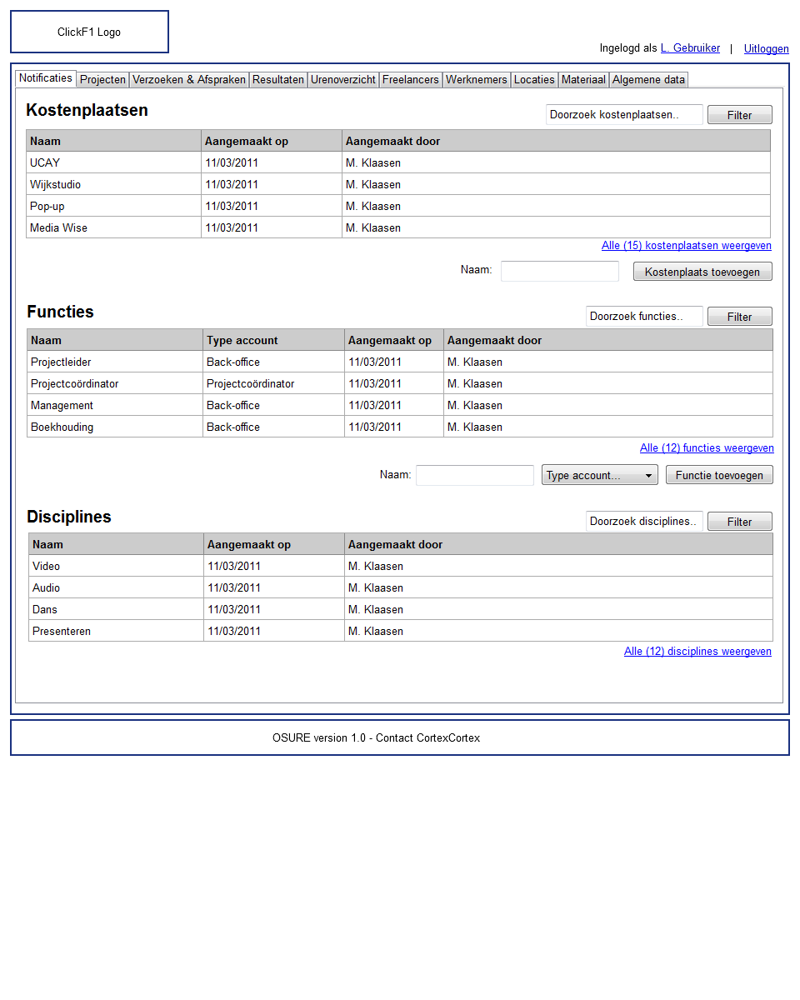 ClickF1 Logo
Ingelogd als L. Gebruiker | Uitloggen
Notificaties Projecten Verzoeken & Afspraken Resultaten Urenoverzicht Freelancers Werknemers Locaties Materiaal Algemene data
Kostenplaatsen Doorzoek kostenplaatsen.. Filter
Naam Aangemaakt op Aangemaakt door
UCAY 11/03/2011 M. Klaasen
Wijkstudio 11/03/2011 M. Klaasen
Pop-up 11/03/2011 M. Klaasen
Media Wise 11/03/2011 M. Klaasen
Alle (15) kostenplaatsen weergeven
Naam: Kostenplaats toevoegen
Functies Doorzoek functies.. Filter
Naam Type account Aangemaakt op Aangemaakt door
Projectleider Back-office 11/03/2011 M. Klaasen
Projectcoördinator Projectcoördinator 11/03/2011 M. Klaasen
Management Back-office 11/03/2011 M. Klaasen
Boekhouding Back-office 11/03/2011 M. Klaasen
Alle (12) functies weergeven
Naam: Type account... Functie toevoegen
Disciplines Doorzoek disciplines.. Filter
Naam Aangemaakt op Aangemaakt door
Video 11/03/2011 M. Klaasen
Audio 11/03/2011 M. Klaasen
Dans 11/03/2011 M. Klaasen
Presenteren 11/03/2011 M. Klaasen
Alle (12) disciplines weergeven
OSURE version 1.0 - Contact CortexCortex